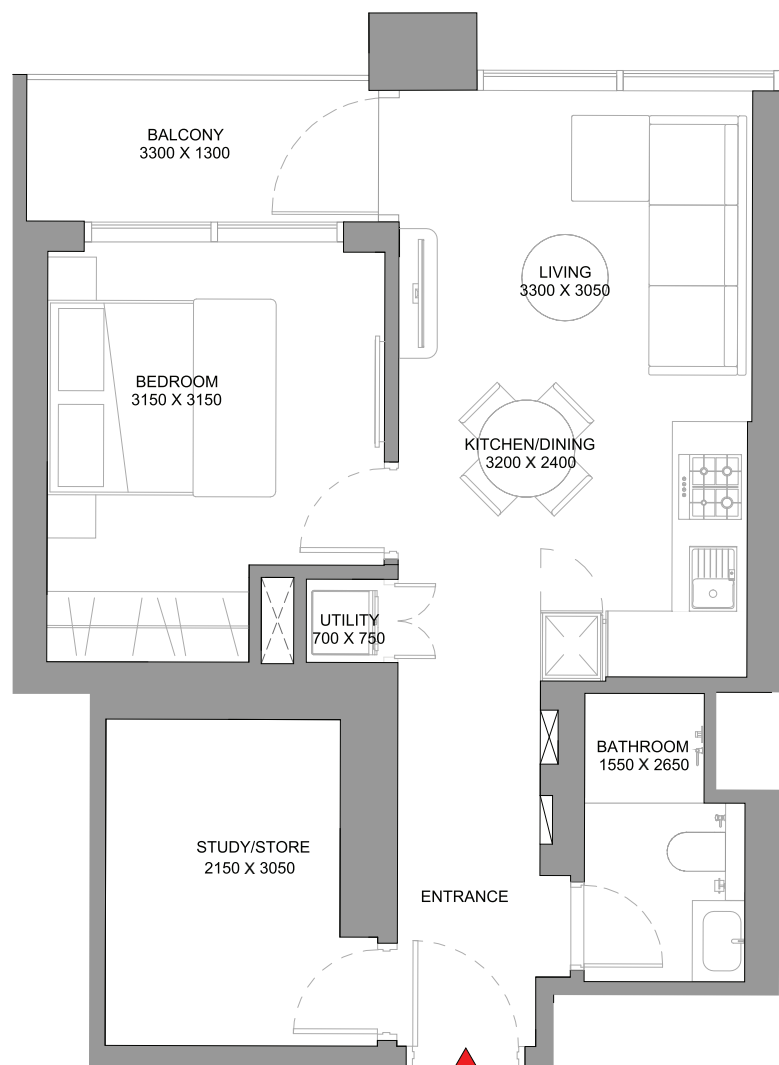 BALCONY
3300 X 1300
LIVING
3300 X 3050
BEDROOM
3150 X 3150
KITCHEN/DINING
3200 X 2400
UTILITY
700 X 750
BATHROOM
1550 X 2650
STUDY/STORE
2150 X 3050
ENTRANCE